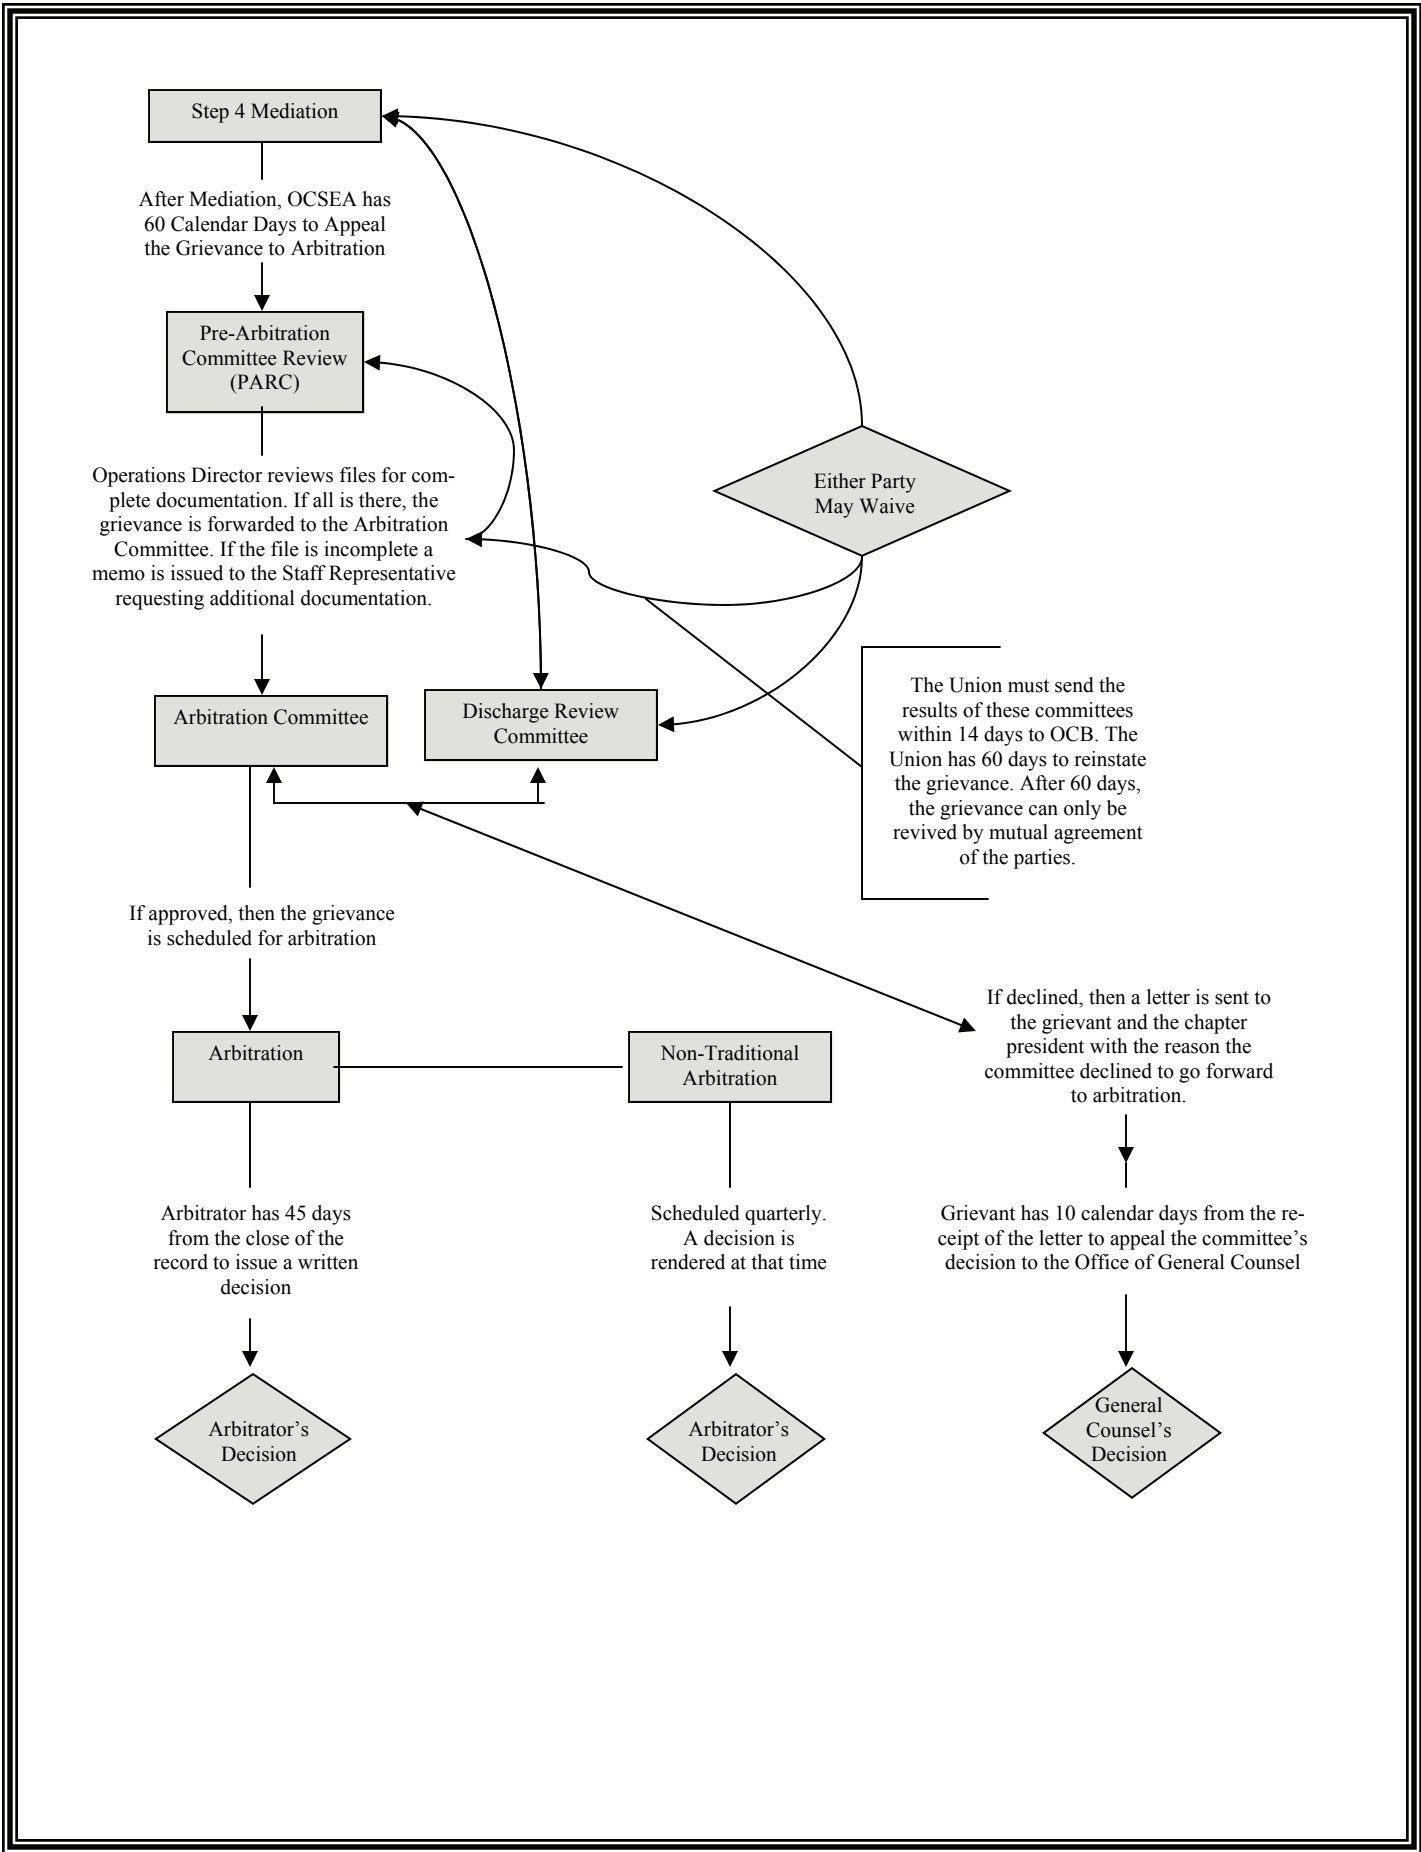 Step 4 Mediation
After Mediation, OCSEA has
60 Calendar Days to Appeal
the Grievance to Arbitration
Pre-Arbitration
Committee Review
(PARC)
Either Party
May Waive
Operations Director reviews files for com-
plete documentation. If all is there, the
grievance is forwarded to the Arbitration
Committee. If the file is incomplete a
memo is issued to the Staff Representative
requesting additional documentation.
Arbitration Committee
Discharge Review
Committee
The Union must send the
results of these committees
within 14 days to OCB. The
Union has 60 days to reinstate
the grievance. After 60 days,
the grievance can only be
revived by mutual agreement
of the parties.
If approved, then the grievance
is scheduled for arbitration
If declined, then a letter is sent to
the grievant and the chapter
president with the reason the
committee declined to go forward
to arbitration.
Arbitration
Non-Traditional
Arbitration
Arbitrator has 45 days
from the close of the
record to issue a written
decision
Scheduled quarterly.
A decision is
rendered at that time
Grievant has 10 calendar days from the re-
ceipt of the letter to appeal the committee’s
decision to the Office of General Counsel
Arbitrator’s
Decision
Arbitrator’s
Decision
General
Counsel’s
Decision